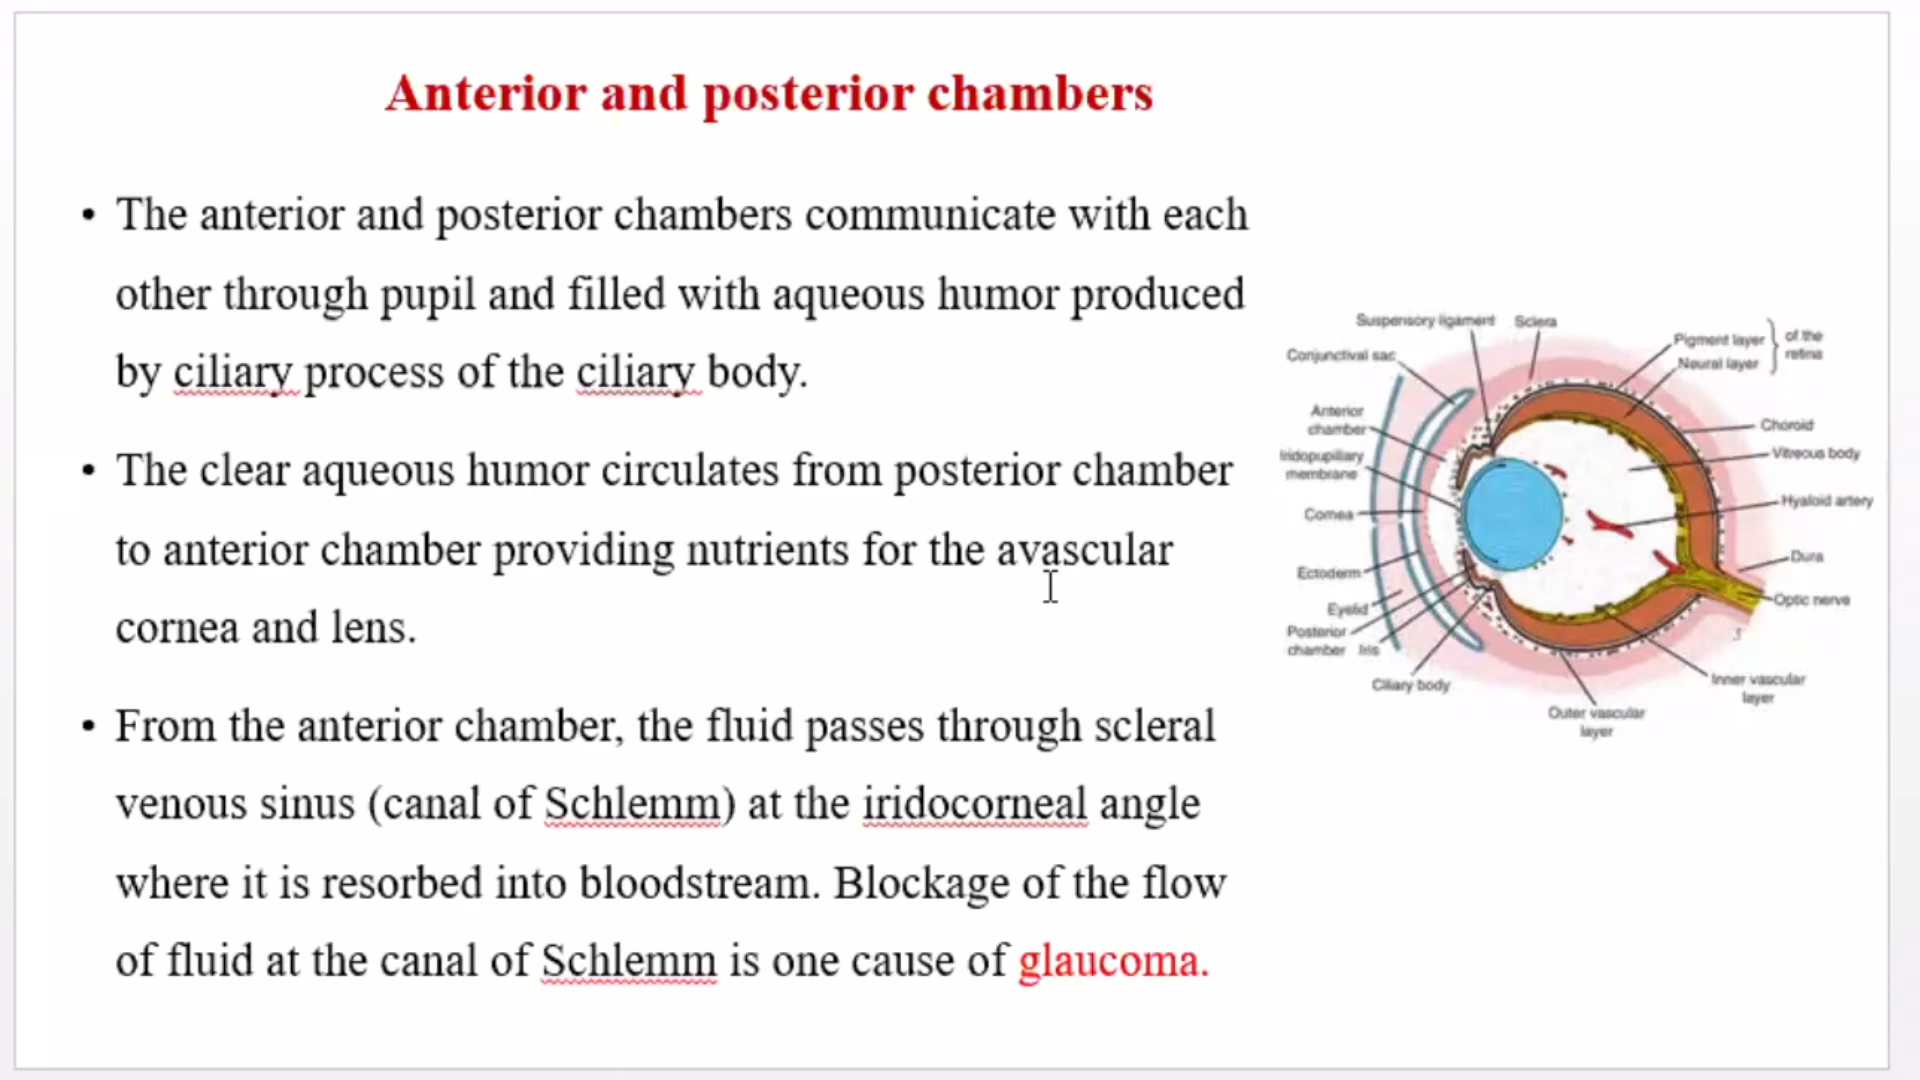 Anterior and posterior chambers
• The anterior and posterior chambers communicate with each
other through pupil and filled with aqueous humor produced
by ciliary process of the ciliary body.
• The clear aqueous humor circulates from posterior chamber
to anterior chamber providing nutrients for the avascular
cornea and lens.
• From the anterior chamber, the fluid passes through scleral
venous sinus (canal of Schlemm) at the iridocorneal angle
where it is resorbed into bloodstream. Blockage of the flow
of fluid at the canal of Schlemm is one cause of glaucoma.
Suspensory ligament
Sclera
Pigment layer
Neural layer
of the
retina
Conjunctival sac
Anterior
chamber
Iridopupillary
membrane
Cornea
Ectoderm
Eyelid
Posterior
chamber
Iris
Ciliary body
Choroid
Vitreous body
Hyaloid artery
Dura
Optic nerve
Inner vascular
layer
Outer vascular
layer